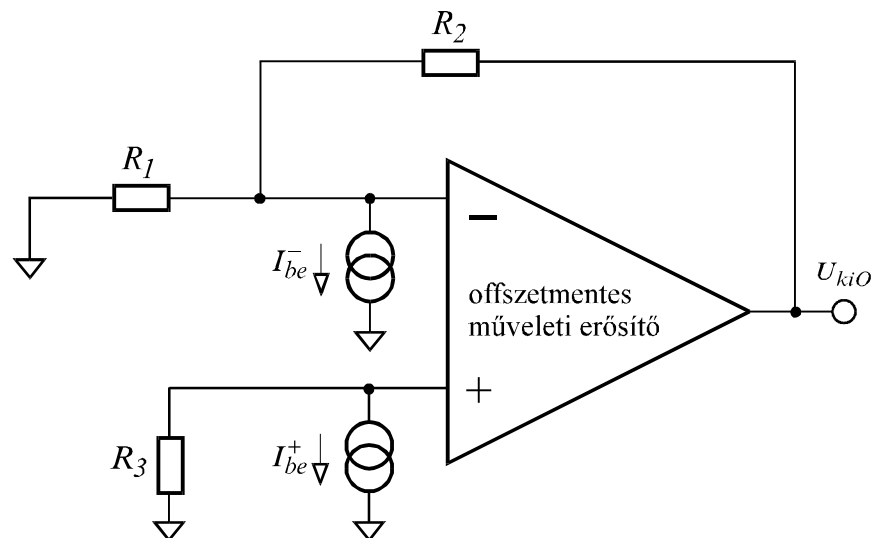 R2
R1
I⁻be
−
offszetmentes
műveleti erősítő
UkiO
+
R3
I⁺be